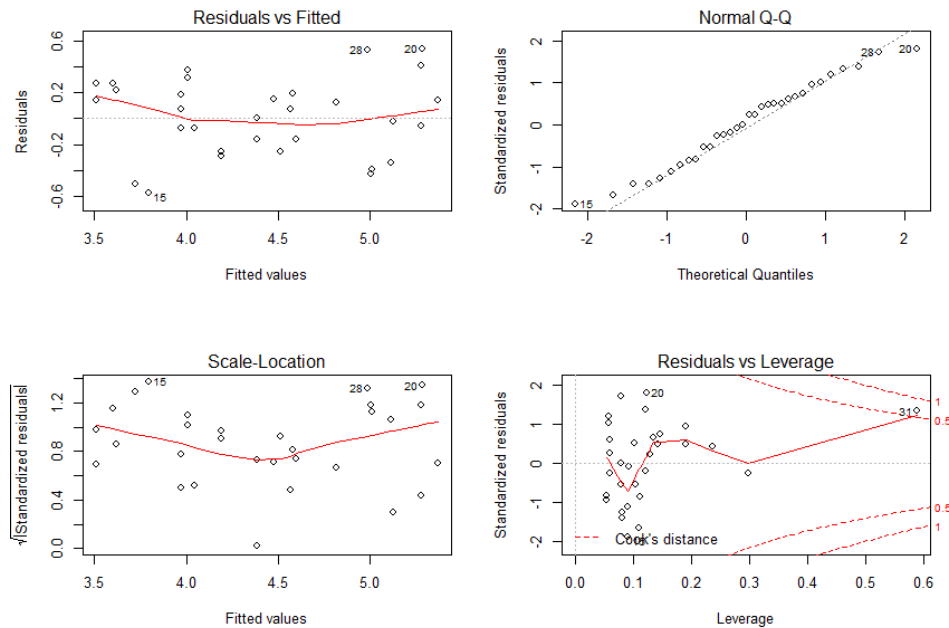 Residuals vs Fitted
Residuals
0.6
0.2
-0.2
-0.6
28
20
15
3.5 4.0 4.5 5.0
Fitted values
Normal Q-Q
Standardized residuals
2
1
0
-1
-2
28
20
15
-2 -1 0 1 2
Theoretical Quantiles
Scale-Location
√|Standardized residuals|
1.2
0.8
0.4
0.0
15
28
20
3.5 4.0 4.5 5.0
Fitted values
Residuals vs Leverage
Standardized residuals
2
1
0
-1
-2
20
31
1
0.5
0.5
1
15
Cook's distance
0.0 0.1 0.2 0.3 0.4 0.5 0.6
Leverage